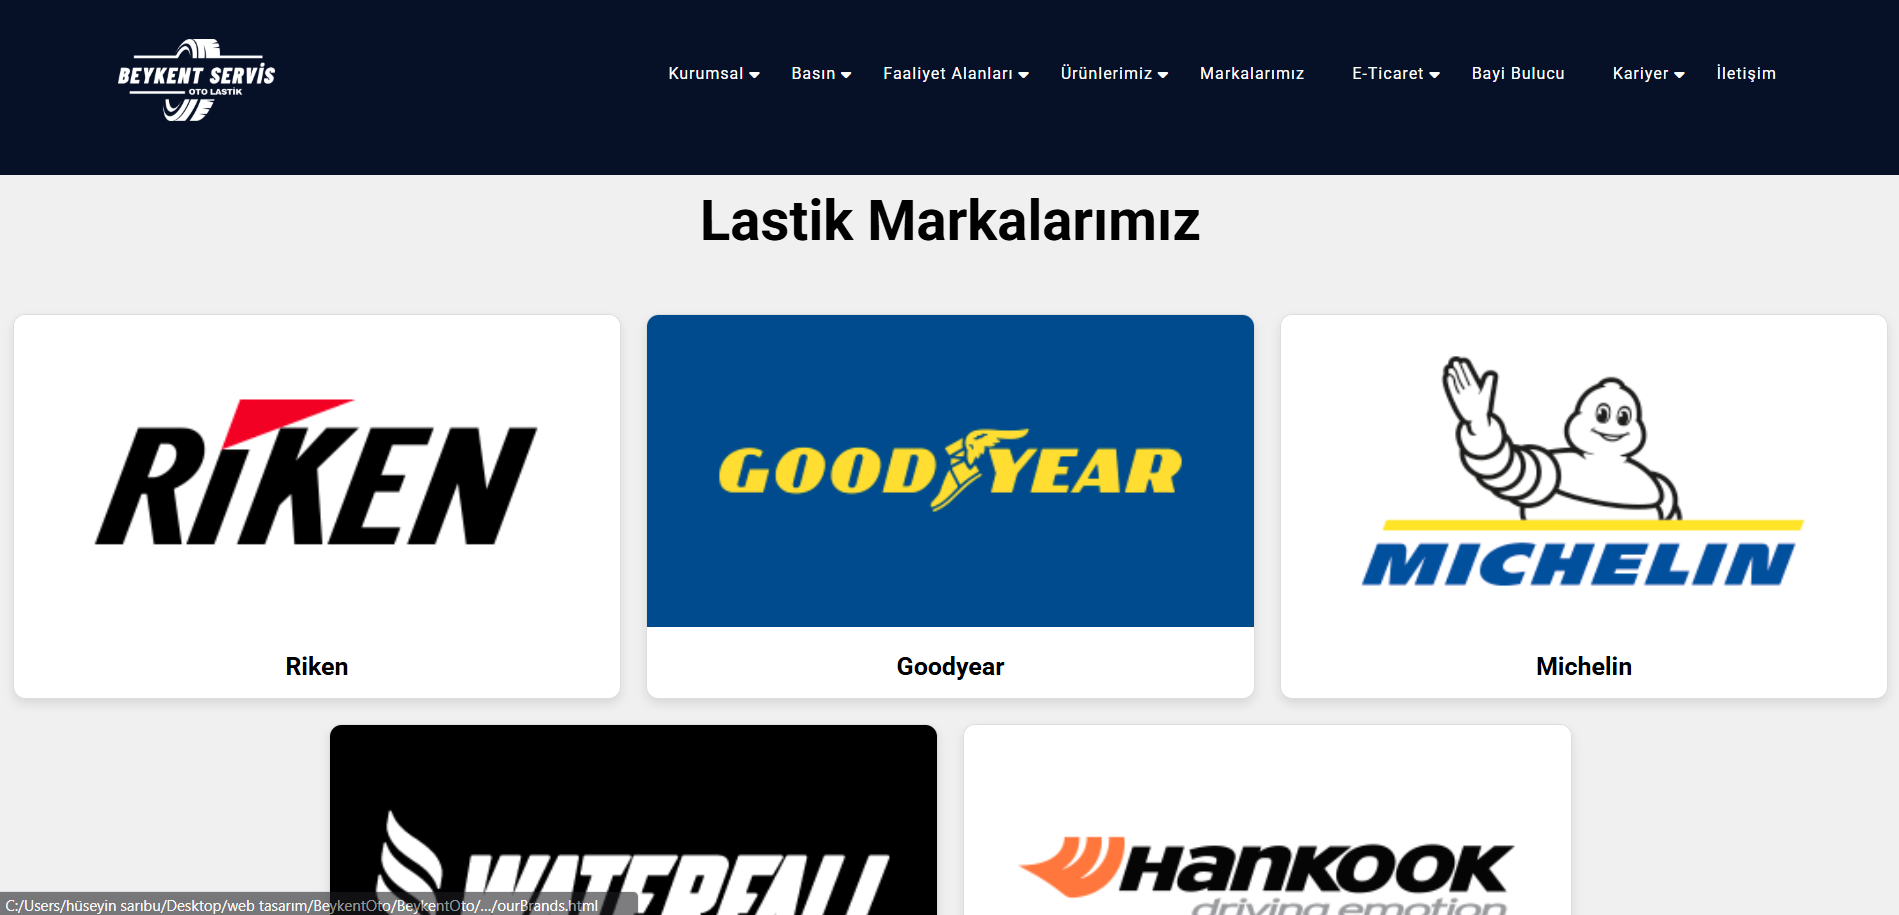 BEYKENT SERVİS
OTO LASTİK
Kurumsal Basın Faaliyet Alanları Ürünlerimiz Markalarımız E-Ticaret Bayi Bulucu Kariyer İletişim
Lastik Markalarımız
RIKEN
GOODYEAR
MICHELIN
Riken
Goodyear
Michelin
WATERFALL
HANKOOK
driving emotion
C:/Users/hüseyin sarıbu/Desktop/web tasarım/BeykentOto/BeykentOto/.../ourBrands.html